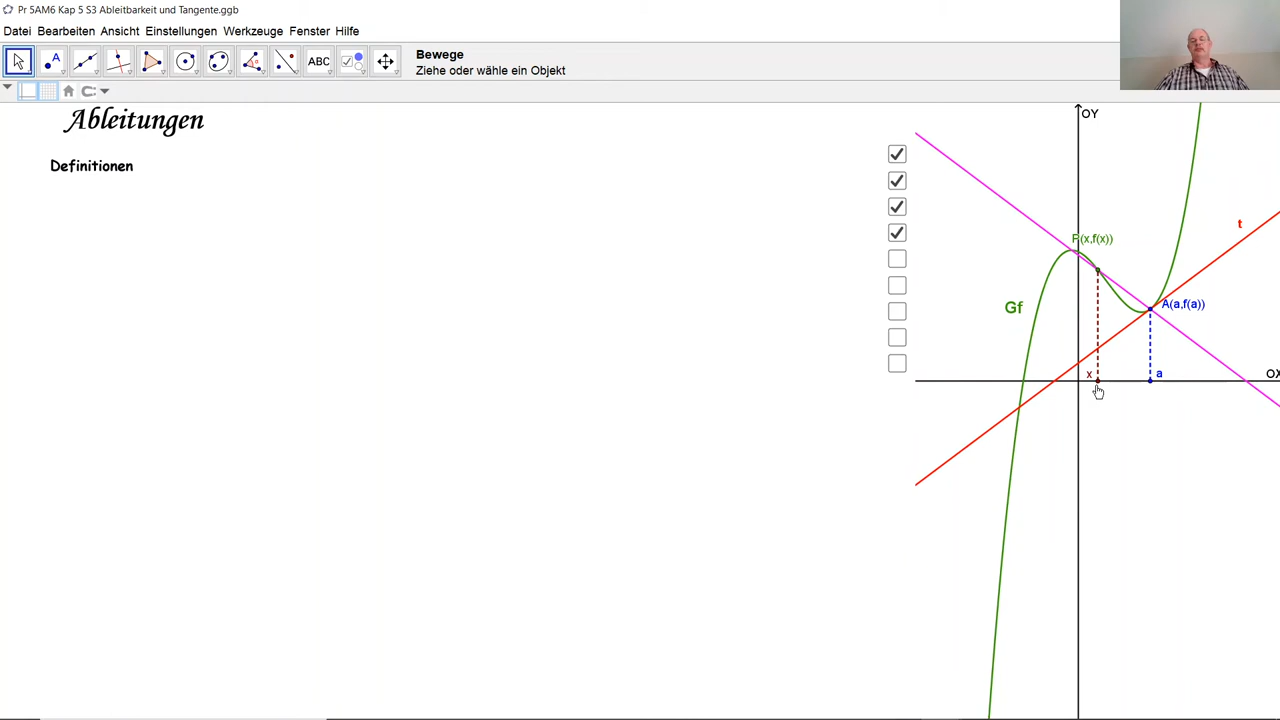 Pr 5AM6 Kap 5 S3 Ableitbarkeit und Tangente.ggb
Datei Bearbeiten Ansicht Einstellungen Werkzeuge Fenster Hilfe
A
ABC
Bewege
Ziehe oder wähle ein Objekt
Ableitungen
Definitionen
OY
t
P(x,f(x))
Gf
A(a,f(a))
x
a
OX